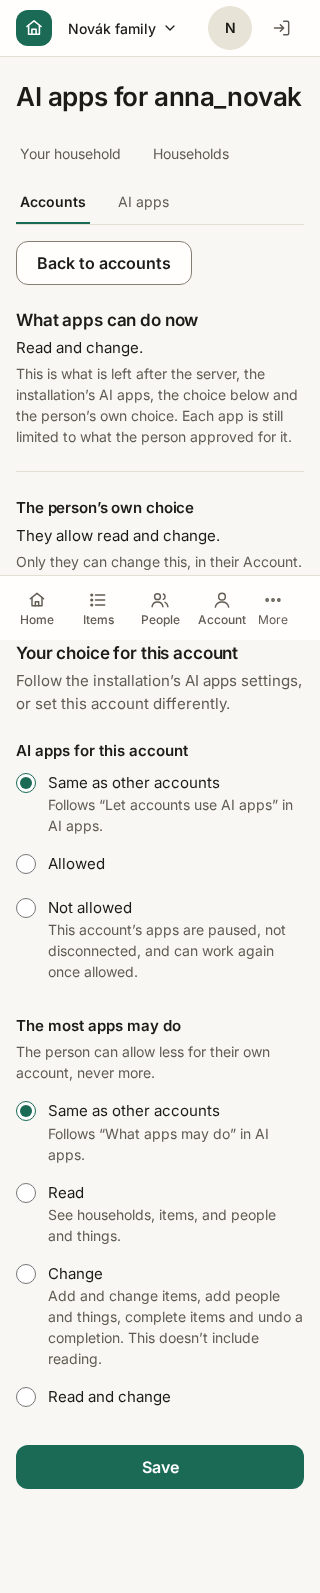 Novák family
N
AI apps for anna_novak
Your household
Households
Accounts
AI apps
Back to accounts
What apps can do now
Read and change.
This is what is left after the server, the
installation’s AI apps, the choice below and
the person’s own choice. Each app is still
limited to what the person approved for it.
The person’s own choice
They allow read and change.
Only they can change this, in their Account.
Home
Items
People
Account
More
Your choice for this account
Follow the installation’s AI apps settings,
or set this account differently.
AI apps for this account
Same as other accounts
Follows “Let accounts use AI apps” in
AI apps.
Allowed
Not allowed
This account’s apps are paused, not
disconnected, and can work again
once allowed.
The most apps may do
The person can allow less for their own
account, never more.
Same as other accounts
Follows “What apps may do” in AI
apps.
Read
See households, items, and people
and things.
Change
Add and change items, add people
and things, complete items and undo a
completion. This doesn’t include
reading.
Read and change
Save